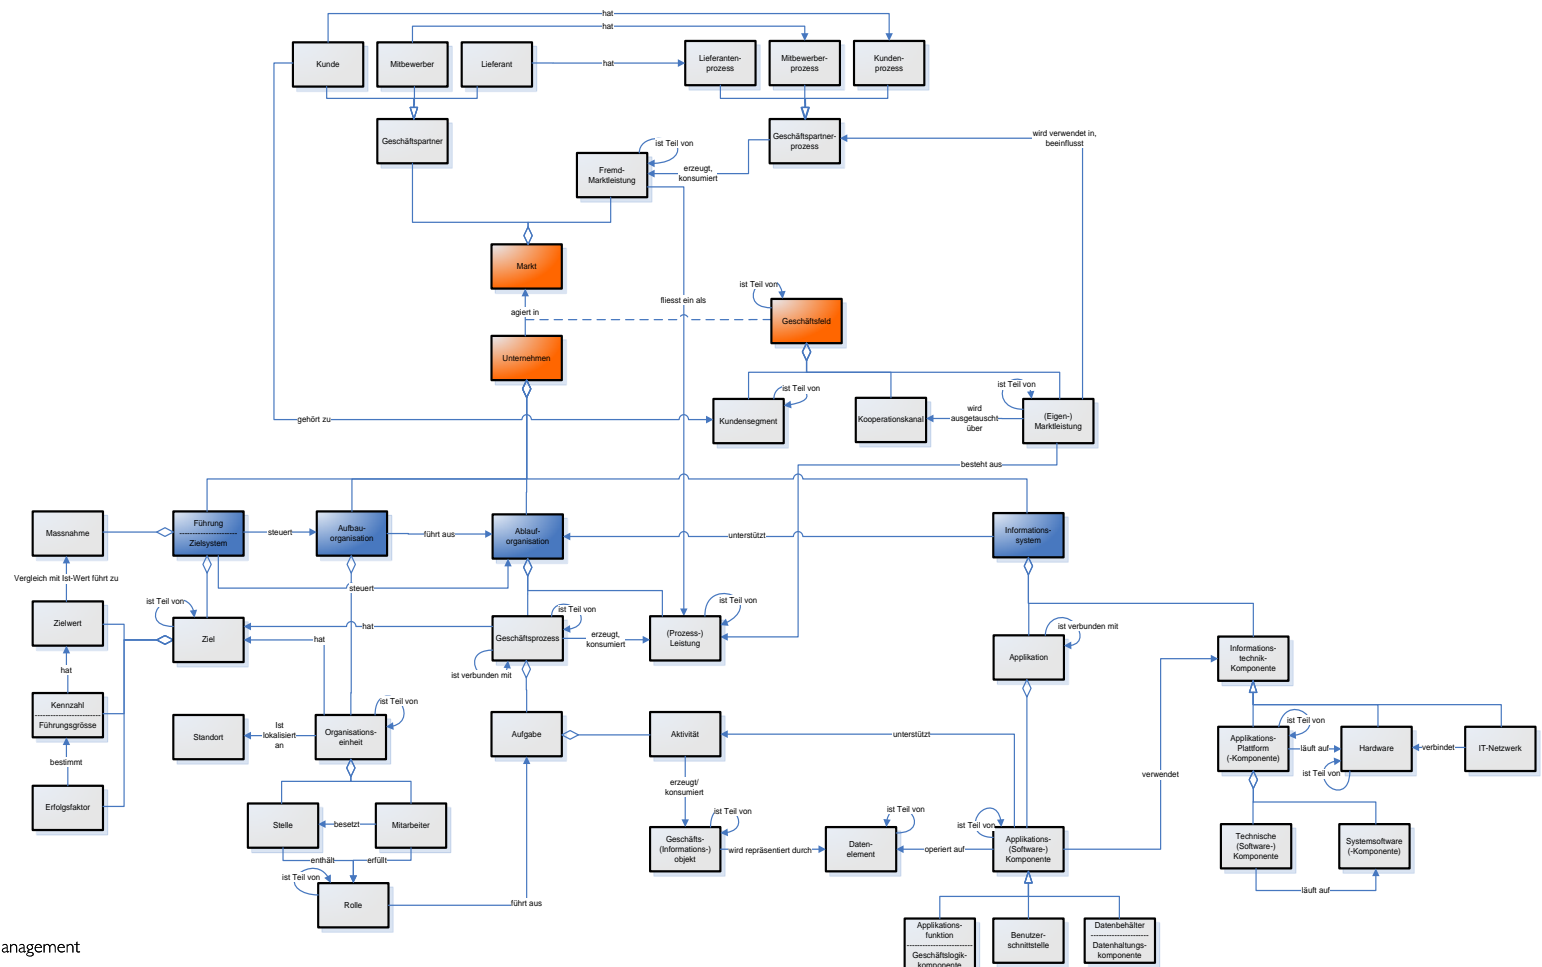 hat
hat
Kunde
Mitbewerber
Lieferant
hat
Lieferanten-
prozess
Mitbewerber-
prozess
Kunden-
prozess
Geschäftspartner
ist Teil von
Fremd-
Marktleistung
erzeugt,
konsumiert
Geschäftspartner-
prozess
wird verwendet in,
beeinflusst
Markt
agiert in
fliesst ein als
ist Teil von
Geschäftsfeld
Unternehmen
gehört zu
ist Teil von
Kundensegment
Kooperationskanal
wird
ausgetauscht
über
ist Teil von
(Eigen-)
Marktleistung
besteht aus
Massnahme
Führung
Zielsystem
steuert
Aufbau-
organisation
führt aus
Ablauf-
organisation
unterstützt
Informations-
system
Vergleich mit Ist-Wert führt zu
steuert
ist Teil von
Zielwert
Ziel
hat
hat
ist Teil von
Geschäftsprozess
erzeugt,
konsumiert
ist Teil von
(Prozess-)
Leistung
ist verbunden mit
ist verbunden mit
Applikation
Informations-
technik-
Komponente
hat
Kennzahl
Führungsgrösse
Standort
Ist
lokalisiert
an
ist Teil von
Organisations-
einheit
Aufgabe
Aktivität
unterstützt
ist Teil von
Applikations-
Plattform
(-Komponente)
läuft auf
Hardware
verbindet
IT-Netzwerk
ist Teil von
bestimmt
verwendet
erzeugt/
konsumiert
Erfolgsfaktor
Stelle
besetzt
Mitarbeiter
ist Teil von
Geschäfts-
(Informations-)
objekt
wird repräsentiert durch
ist Teil von
Daten-
element
operiert auf
ist Teil von
Applikations-
(Software-)
Komponente
Technische
(Software-)
Komponente
Systemsoftware
(-Komponente)
läuft auf
enthält
erfüllt
ist Teil von
Rolle
führt aus
Applikations-
funktion
Geschäftslogik-
komponente
Benutzer-
schnittstelle
Datenbehälter
Datenhaltungs-
komponente
anagement